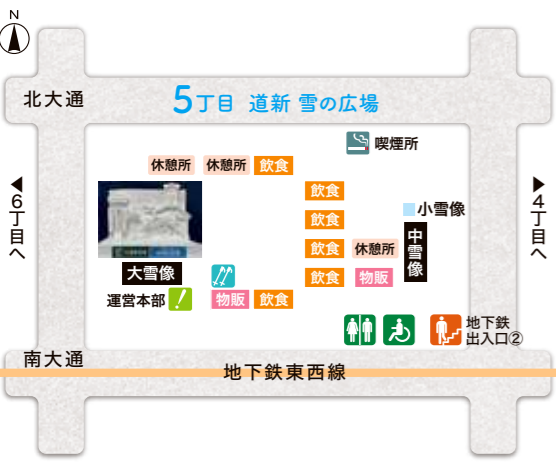 N
北大通
5丁目 道新 雪の広場
喫煙所
休憩所
休憩所
飲食
◀6丁目へ
▶4丁目へ
飲食
飲食
小雪像
飲食
休憩所
中雪像
大雪像
飲食
物販
運営本部
物販
飲食
地下鉄
出入口②
南大通
地下鉄東西線